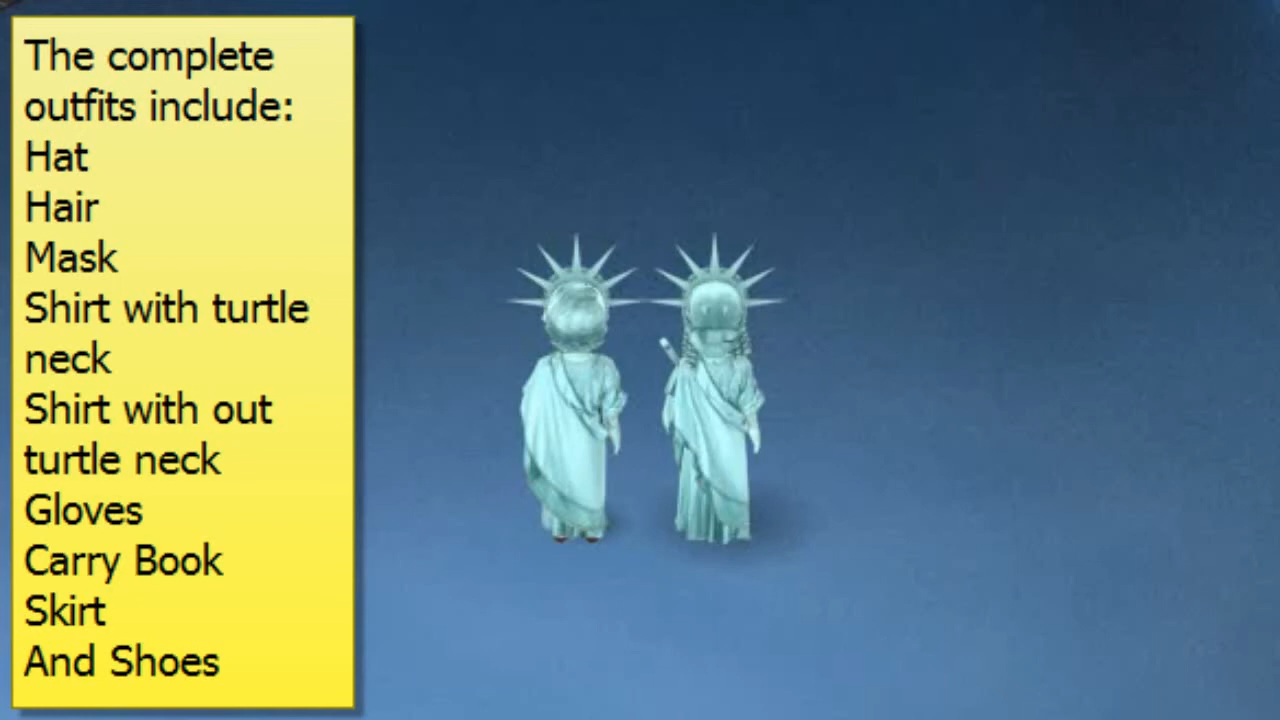 The complete
outfits include:
Hat
Hair
Mask
Shirt with turtle
neck
Shirt with out
turtle neck
Gloves
Carry Book
Skirt
And Shoes